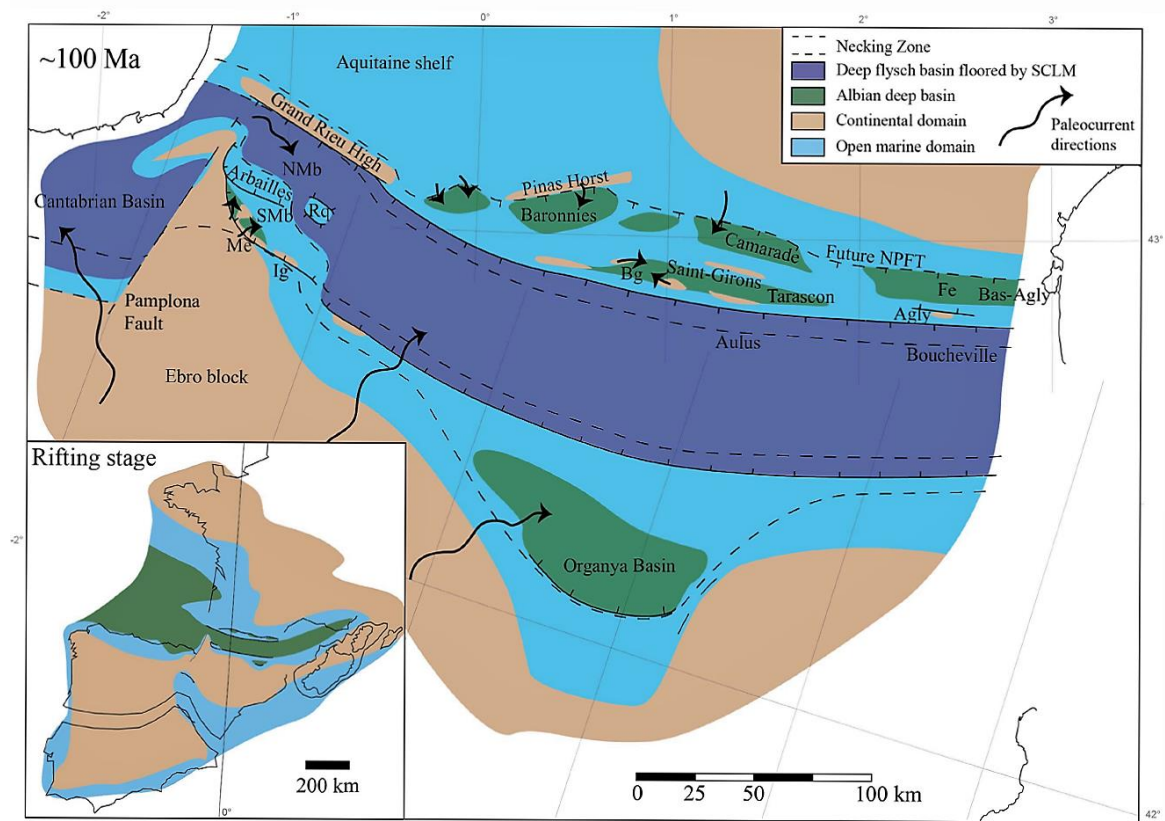 -2°
-1°
0°
1°
2°
3°
~100 Ma
Aquitaine shelf
Necking Zone
Deep flysch basin floored by SCLM
Albian deep basin
Continental domain
Open marine domain
Paleocurrent
directions
Grand Rieu High
NMb
Arbailles
Cantabrian Basin
SMb
Rq
Me
Ig
Pinas Horst
Baronnies
Camarade
43°
Future NPFT
Bg
Saint-Girons
Tarascon
Fe
Bas-Agly
Agly
Pamplona
Fault
Aulus
Boucheville
Ebro block
Rifting stage
-2°
Organya Basin
200 km
0°
0
25
50
75
100 km
42°